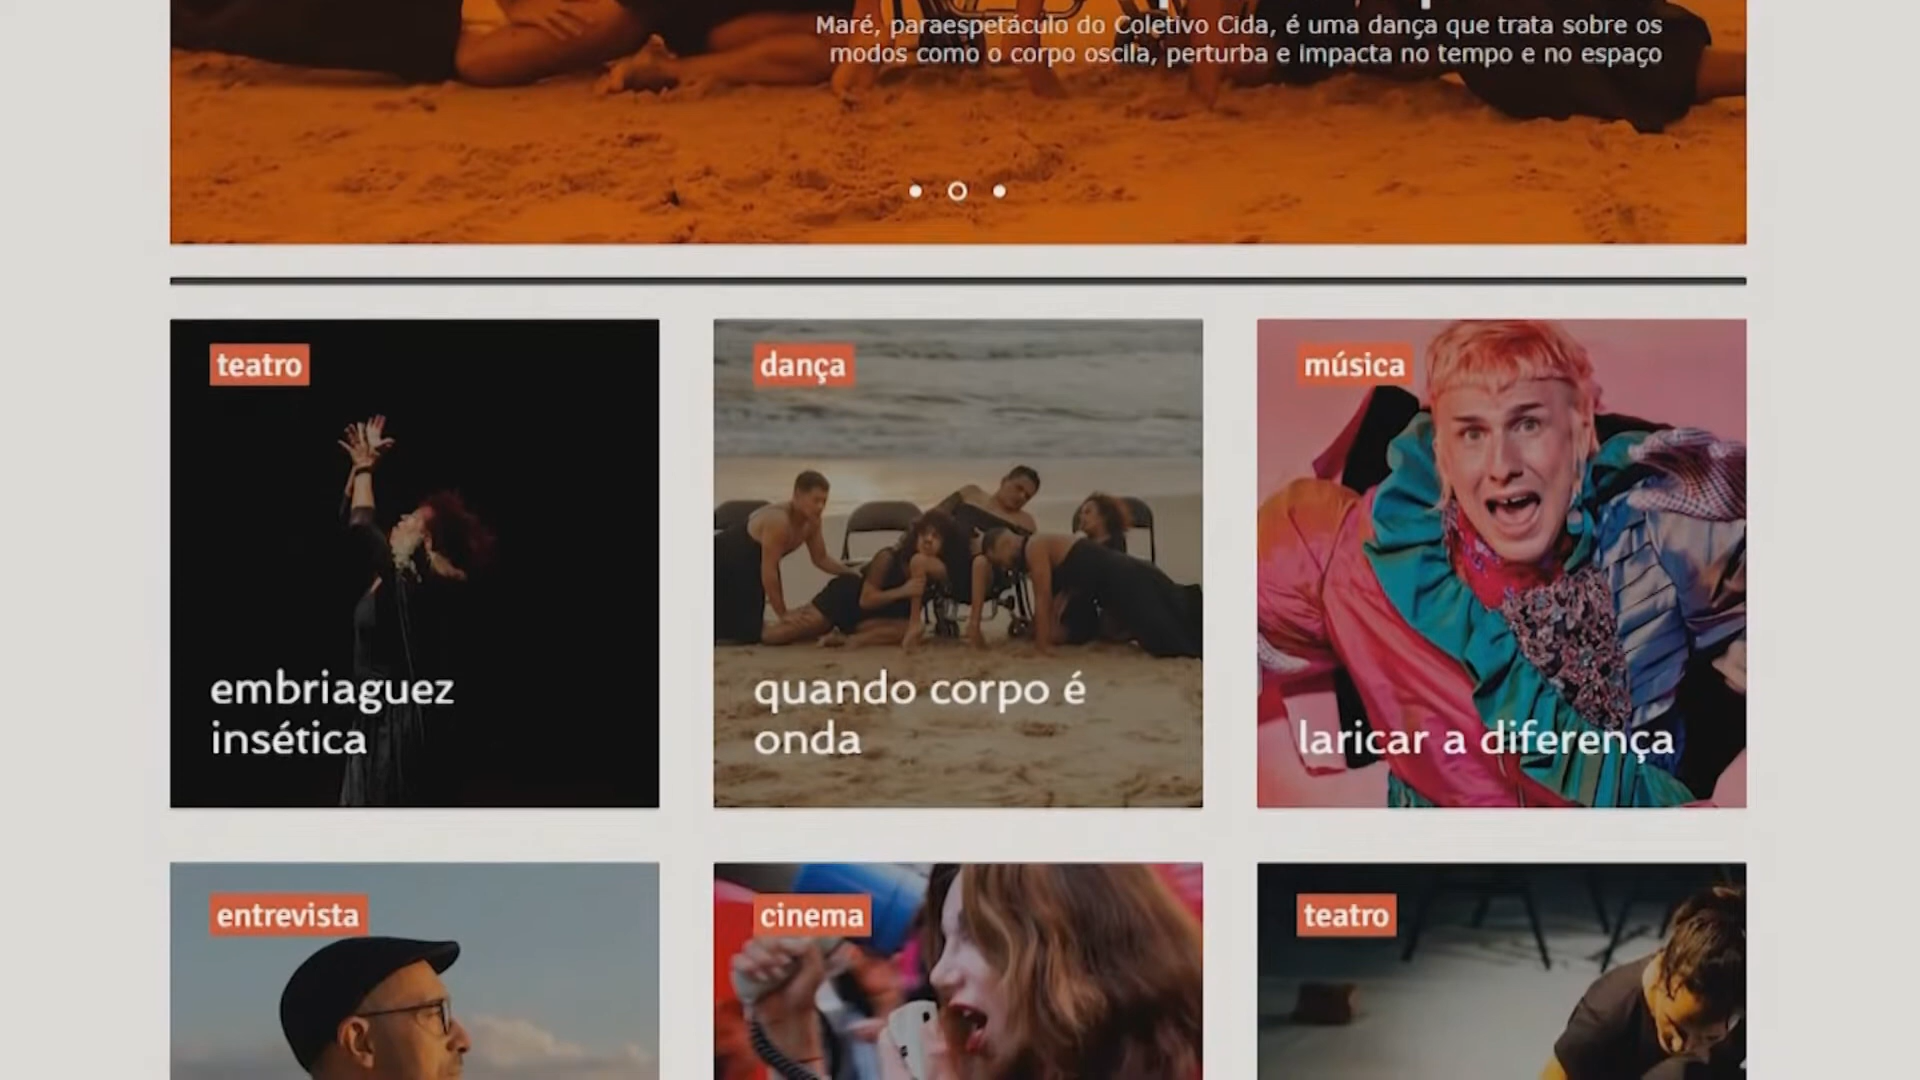 Maré, paraespetáculo do Coletivo Cida, é uma dança que trata sobre os
modos como o corpo oscila, perturba e impacta no tempo e no espaço
teatro
embriaguez
insética
dança
quando corpo é
onda
música
laricar a diferença
entrevista
cinema
teatro